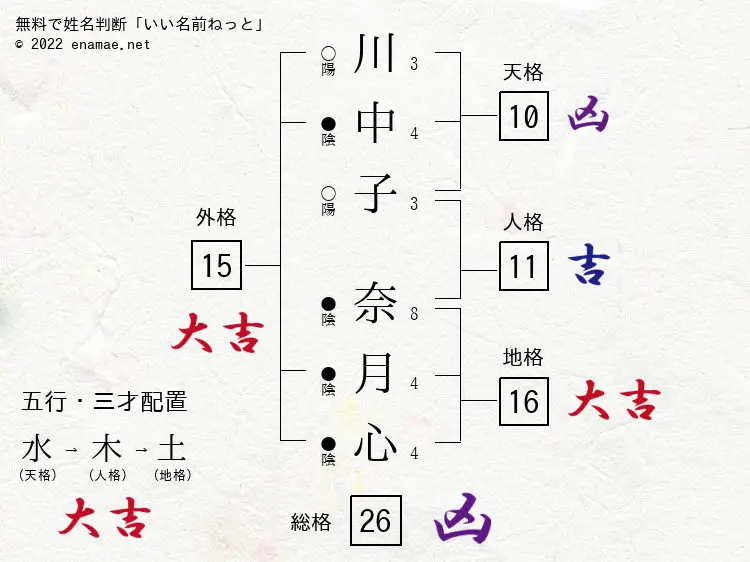 無料で姓名判断「いい名前ねっと」
© 2022 enamae.net
○陽 川 3
●陰 中 4
○陽 子 3
●陰 奈 8
●陰 月 4
●陰 心 4
天格
10 凶
人格
11 吉
地格
16 大吉
外格
15
大吉
五行・三才配置
水→木→土
(天格) (人格) (地格)
大吉
総格 26 凶